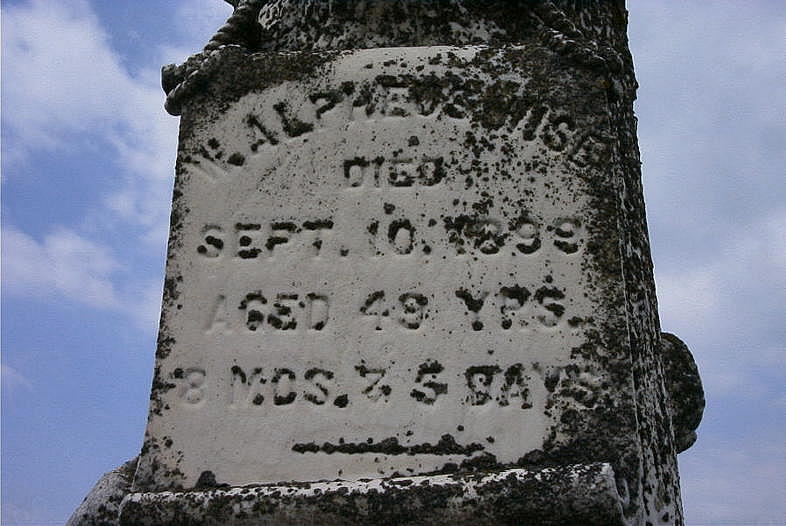 W. ALPHEUS WISE
DIED
SEPT. 10. 1899
AGED 49 YRS.
8 MOS. & 5 DAYS